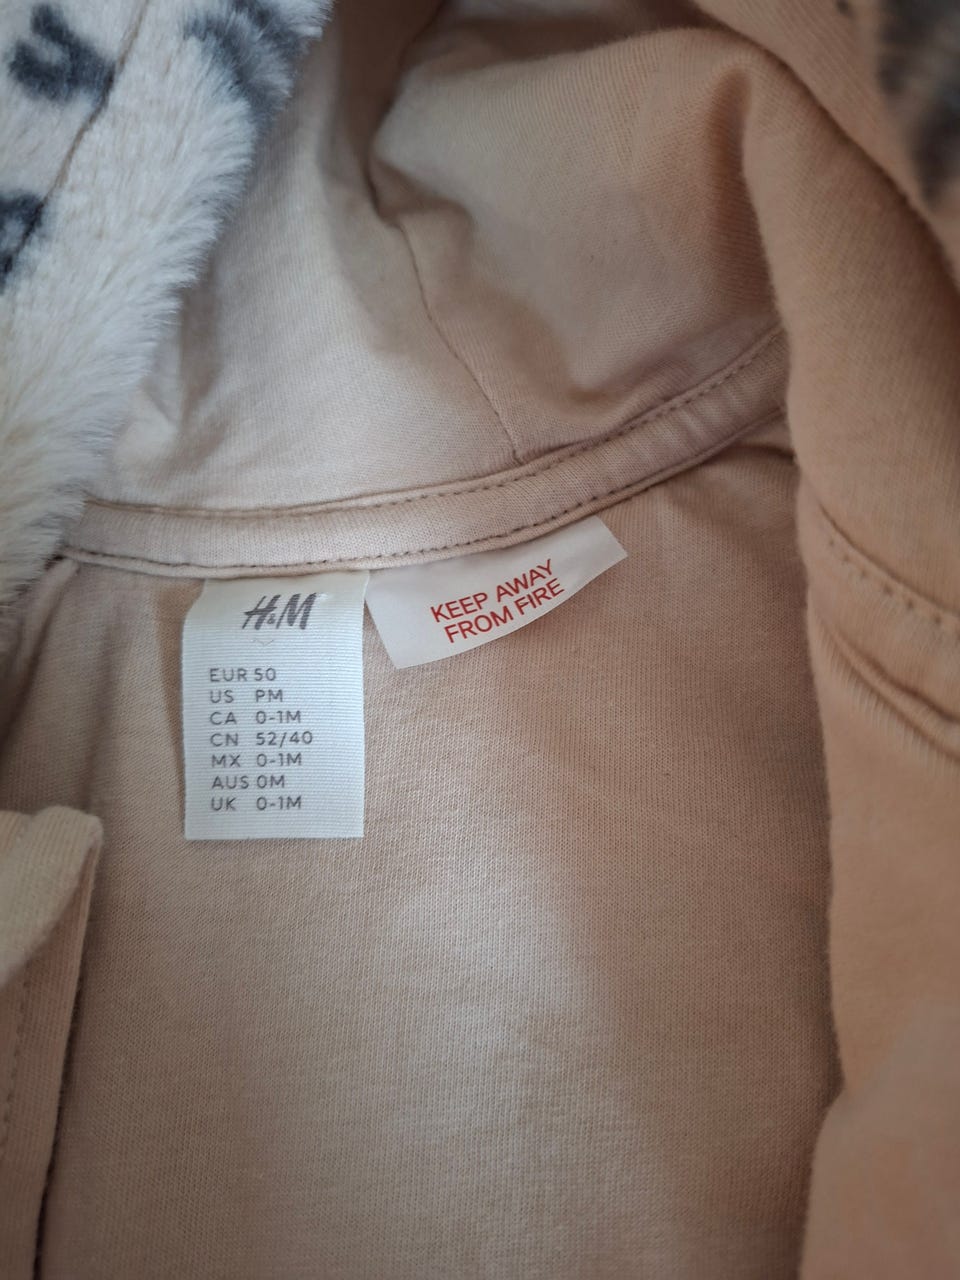 H&M
EUR 50
US PM
CA 0-1M
CN 52/40
MX 0-1M
AUS 0M
UK 0-1M
KEEP AWAY
FROM FIRE